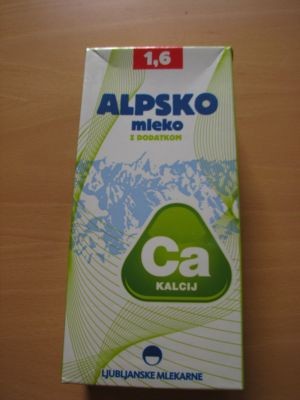 1,6
ALPSKO
mleko
Z DODATKOM
Ca
KALCIJ
LJUBLJANSKE MLEKARNE